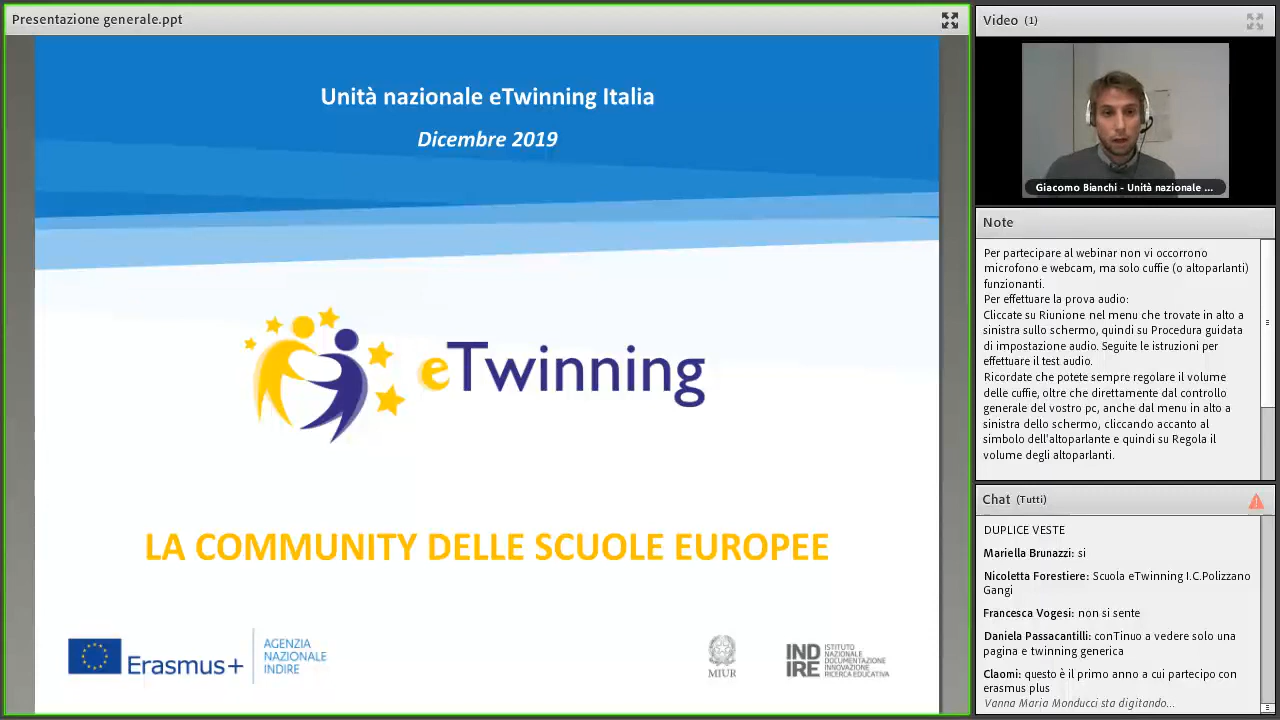 Presentazione generale.ppt
Unità nazionale eTwinning Italia
Dicembre 2019
eTwinning
LA COMMUNITY DELLE SCUOLE EUROPEE
Erasmus+
AGENZIA
NAZIONALE
INDIRE
MIUR
IND
IRE
ISTITUTO
NAZIONALE
DOCUMENTAZIONE
INNOVAZIONE
RICERCA EDUCATIVA
Video (1)
Giacomo Bianchi - Unità nazionale ...
Note
Per partecipare al webinar non vi occorrono
microfono e webcam, ma solo cuffie (o altoparlanti)
funzionanti.
Per effettuare la prova audio:
Cliccate su Riunione nel menu che trovate in alto a
sinistra sullo schermo, quindi su Procedura guidata
di impostazione audio. Seguite le istruzioni per
effettuare il test audio.
Ricordate che potete sempre regolare il volume
delle cuffie, oltre che direttamente dal controllo
generale del vostro pc, anche dal menu in alto a
sinistra dello schermo, cliccando accanto al
simbolo dell'altoparlante e quindi su Regola il
volume degli altoparlanti.
Chat (Tutti)
DUPLICE VESTE
Mariella Brunazzi: si
Nicoletta Forestiere: Scuola eTwinning I.C.Polizzano
Gangi
Francesca Vogesi: non si sente
Daniela Passacantilli: conTinuo a vedere solo una
pagina e twinning generica
Claomi: questo è il primo anno a cui partecipo con
erasmus plus
Vanna Maria Monducci sta digitando...